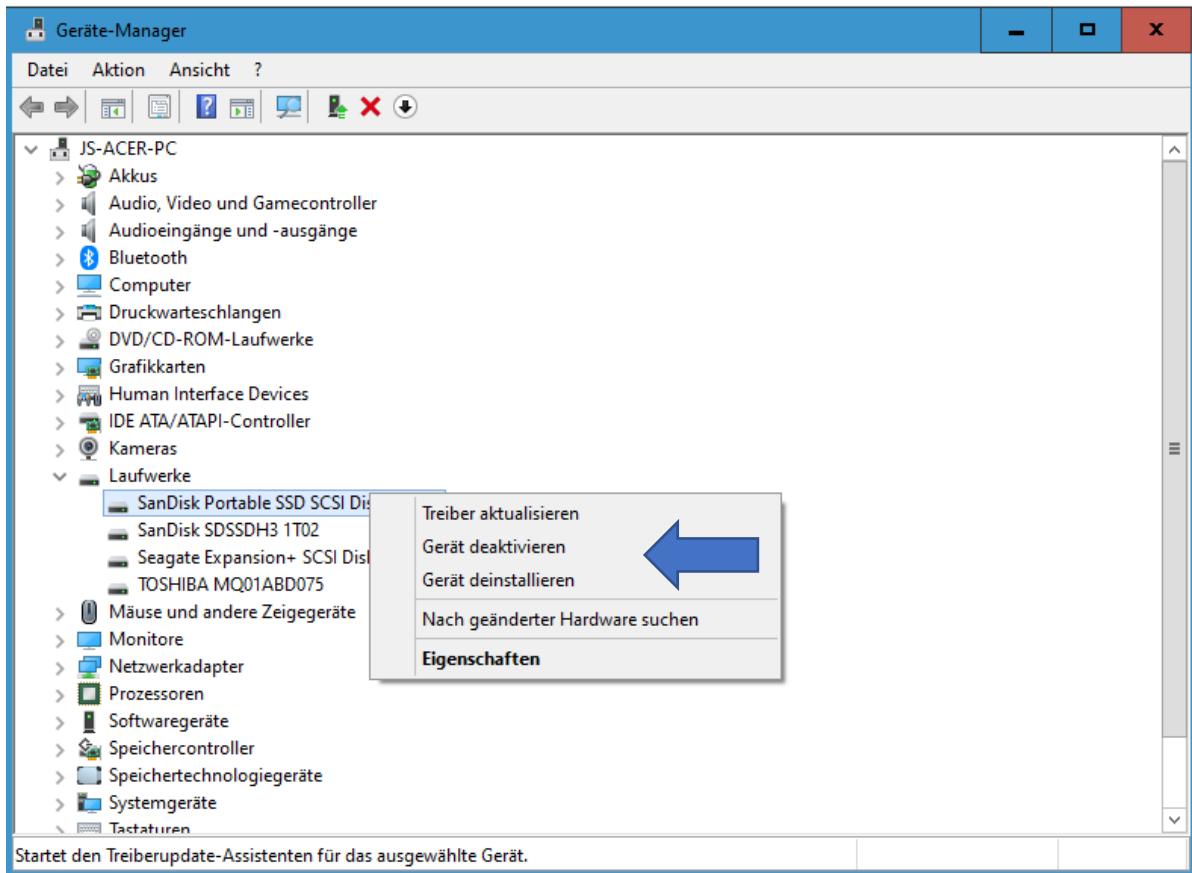 Geräte-Manager
Datei Aktion Ansicht ?
JS-ACER-PC
Akkus
Audio, Video und Gamecontroller
Audioeingänge und -ausgänge
Bluetooth
Computer
Druckwarteschlangen
DVD/CD-ROM-Laufwerke
Grafikkarten
Human Interface Devices
IDE ATA/ATAPI-Controller
Kameras
Laufwerke
SanDisk Portable SSD SCSI
SanDisk SDSSDH3 1T02
Seagate Expansion+ SCSI
TOSHIBA MQ01ABD075
Mäuse und andere Zeigegeräte
Monitore
Netzwerkadapter
Prozessoren
Softwaregeräte
Speichercontroller
Speichertechnologiegeräte
Systemgeräte
Tastaturen
Treiber aktualisieren
Gerät deaktivieren
Gerät deinstallieren
Nach geänderter Hardware suchen
Eigenschaften
Startet den Treiberupdate-Assistenten für das ausgewählte Gerät.